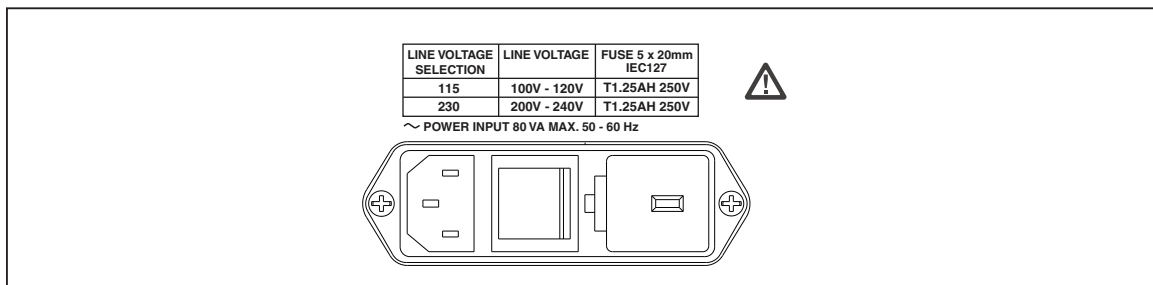 LINE VOLTAGE SELECTION LINE VOLTAGE FUSE 5 x 20mm IEC127
115 100V - 120V T1.25AH 250V
230 200V - 240V T1.25AH 250V
～ POWER INPUT 80 VA MAX. 50 - 60 Hz